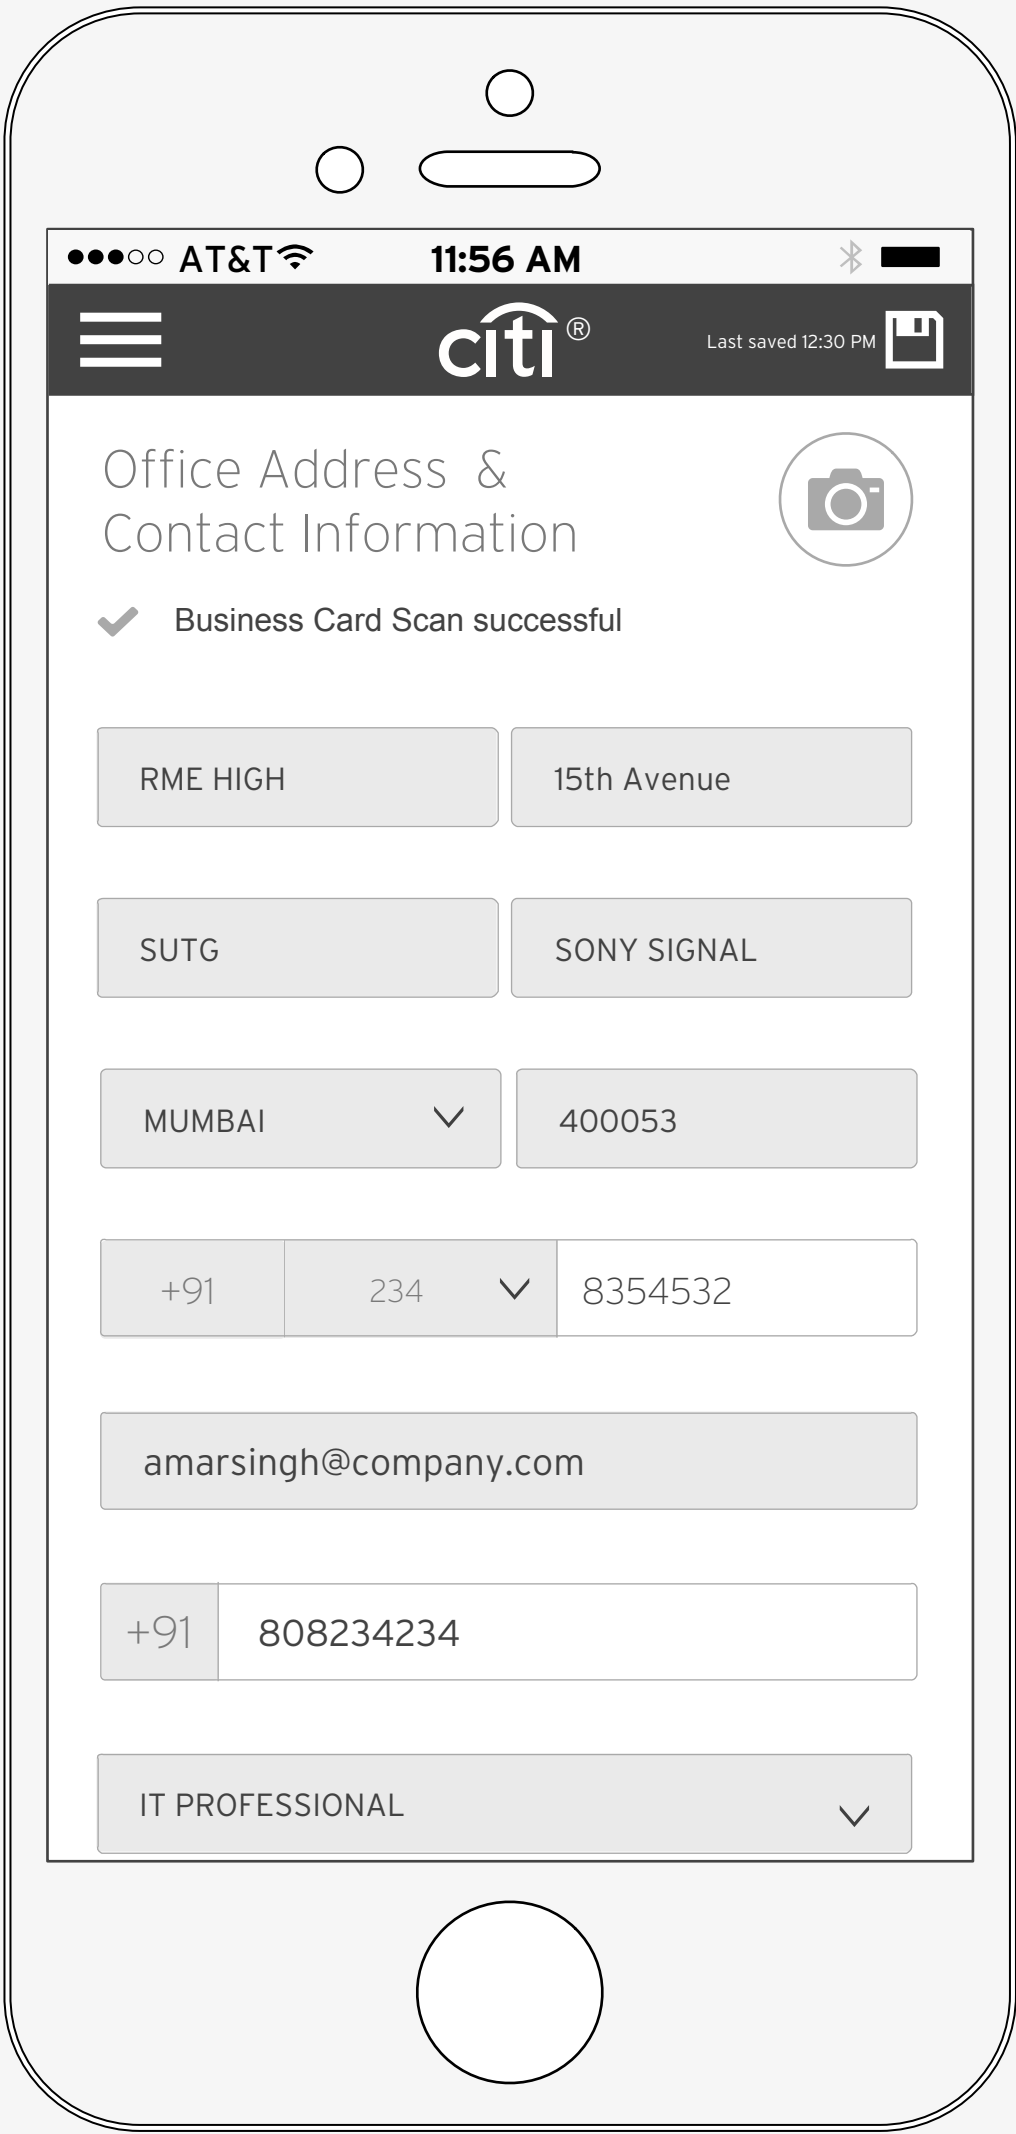 AT&T 11:56 AM
citi® Last saved 12:30 PM
Office Address &
Contact Information
Business Card Scan successful
RME HIGH 15th Avenue
SUTG SONY SIGNAL
MUMBAI 400053
+91 234 8354532
amarsingh@company.com
+91 808234234
IT PROFESSIONAL